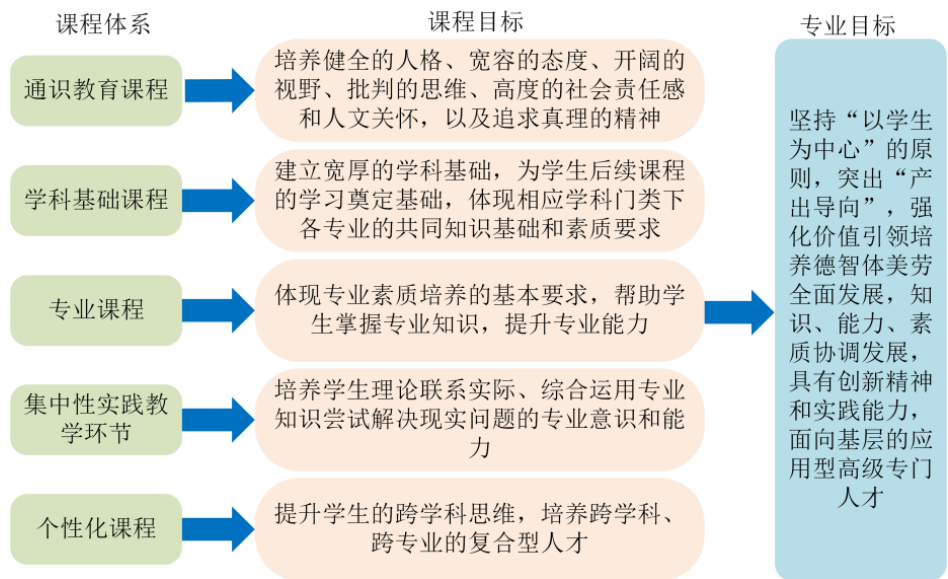 课程体系
课程目标
专业目标
通识教育课程
培养健全的人格、宽容的态度、开阔的
视野、批判的思维、高度的社会责任感
和人文关怀，以及追求真理的精神
学科基础课程
建立宽厚的学科基础，为学生后续课程
的学习奠定基础，体现相应学科门类下
各专业的共同知识基础和素质要求
专业课程
体现专业素质培养的基本要求，帮助学
生掌握专业知识，提升专业能力
集中性实践教
学环节
培养学生理论联系实际、综合运用专业
知识尝试解决现实问题的专业意识和能
力
个性化课程
提升学生的跨学科思维，培养跨学科、
跨专业的复合型人才
坚持“以学生
为中心”的原
则，突出“产
出导向”，强
化价值引领培
养德智体美劳
全面发展，知
识、能力、素
质协调发展，
具有创新精神
和实践能力，
面向基层的应
用型高级专门
人才